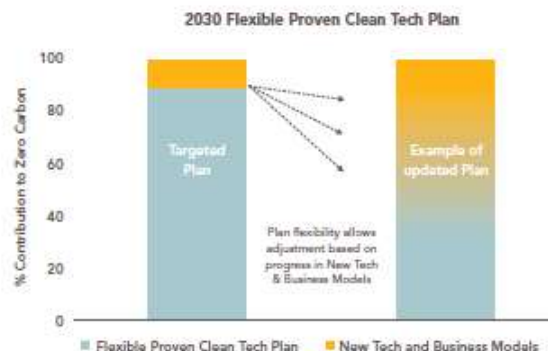 2030 Flexible Proven Clean Tech Plan
% Contribution to Zero Carbon
100
80
60
40
20
0
Targeted
Plan
Example of
updated Plan
Plan flexibility allows
adjustment based on
progress in New Tech
& Business Models
Flexible Proven Clean Tech Plan
New Tech and Business Models